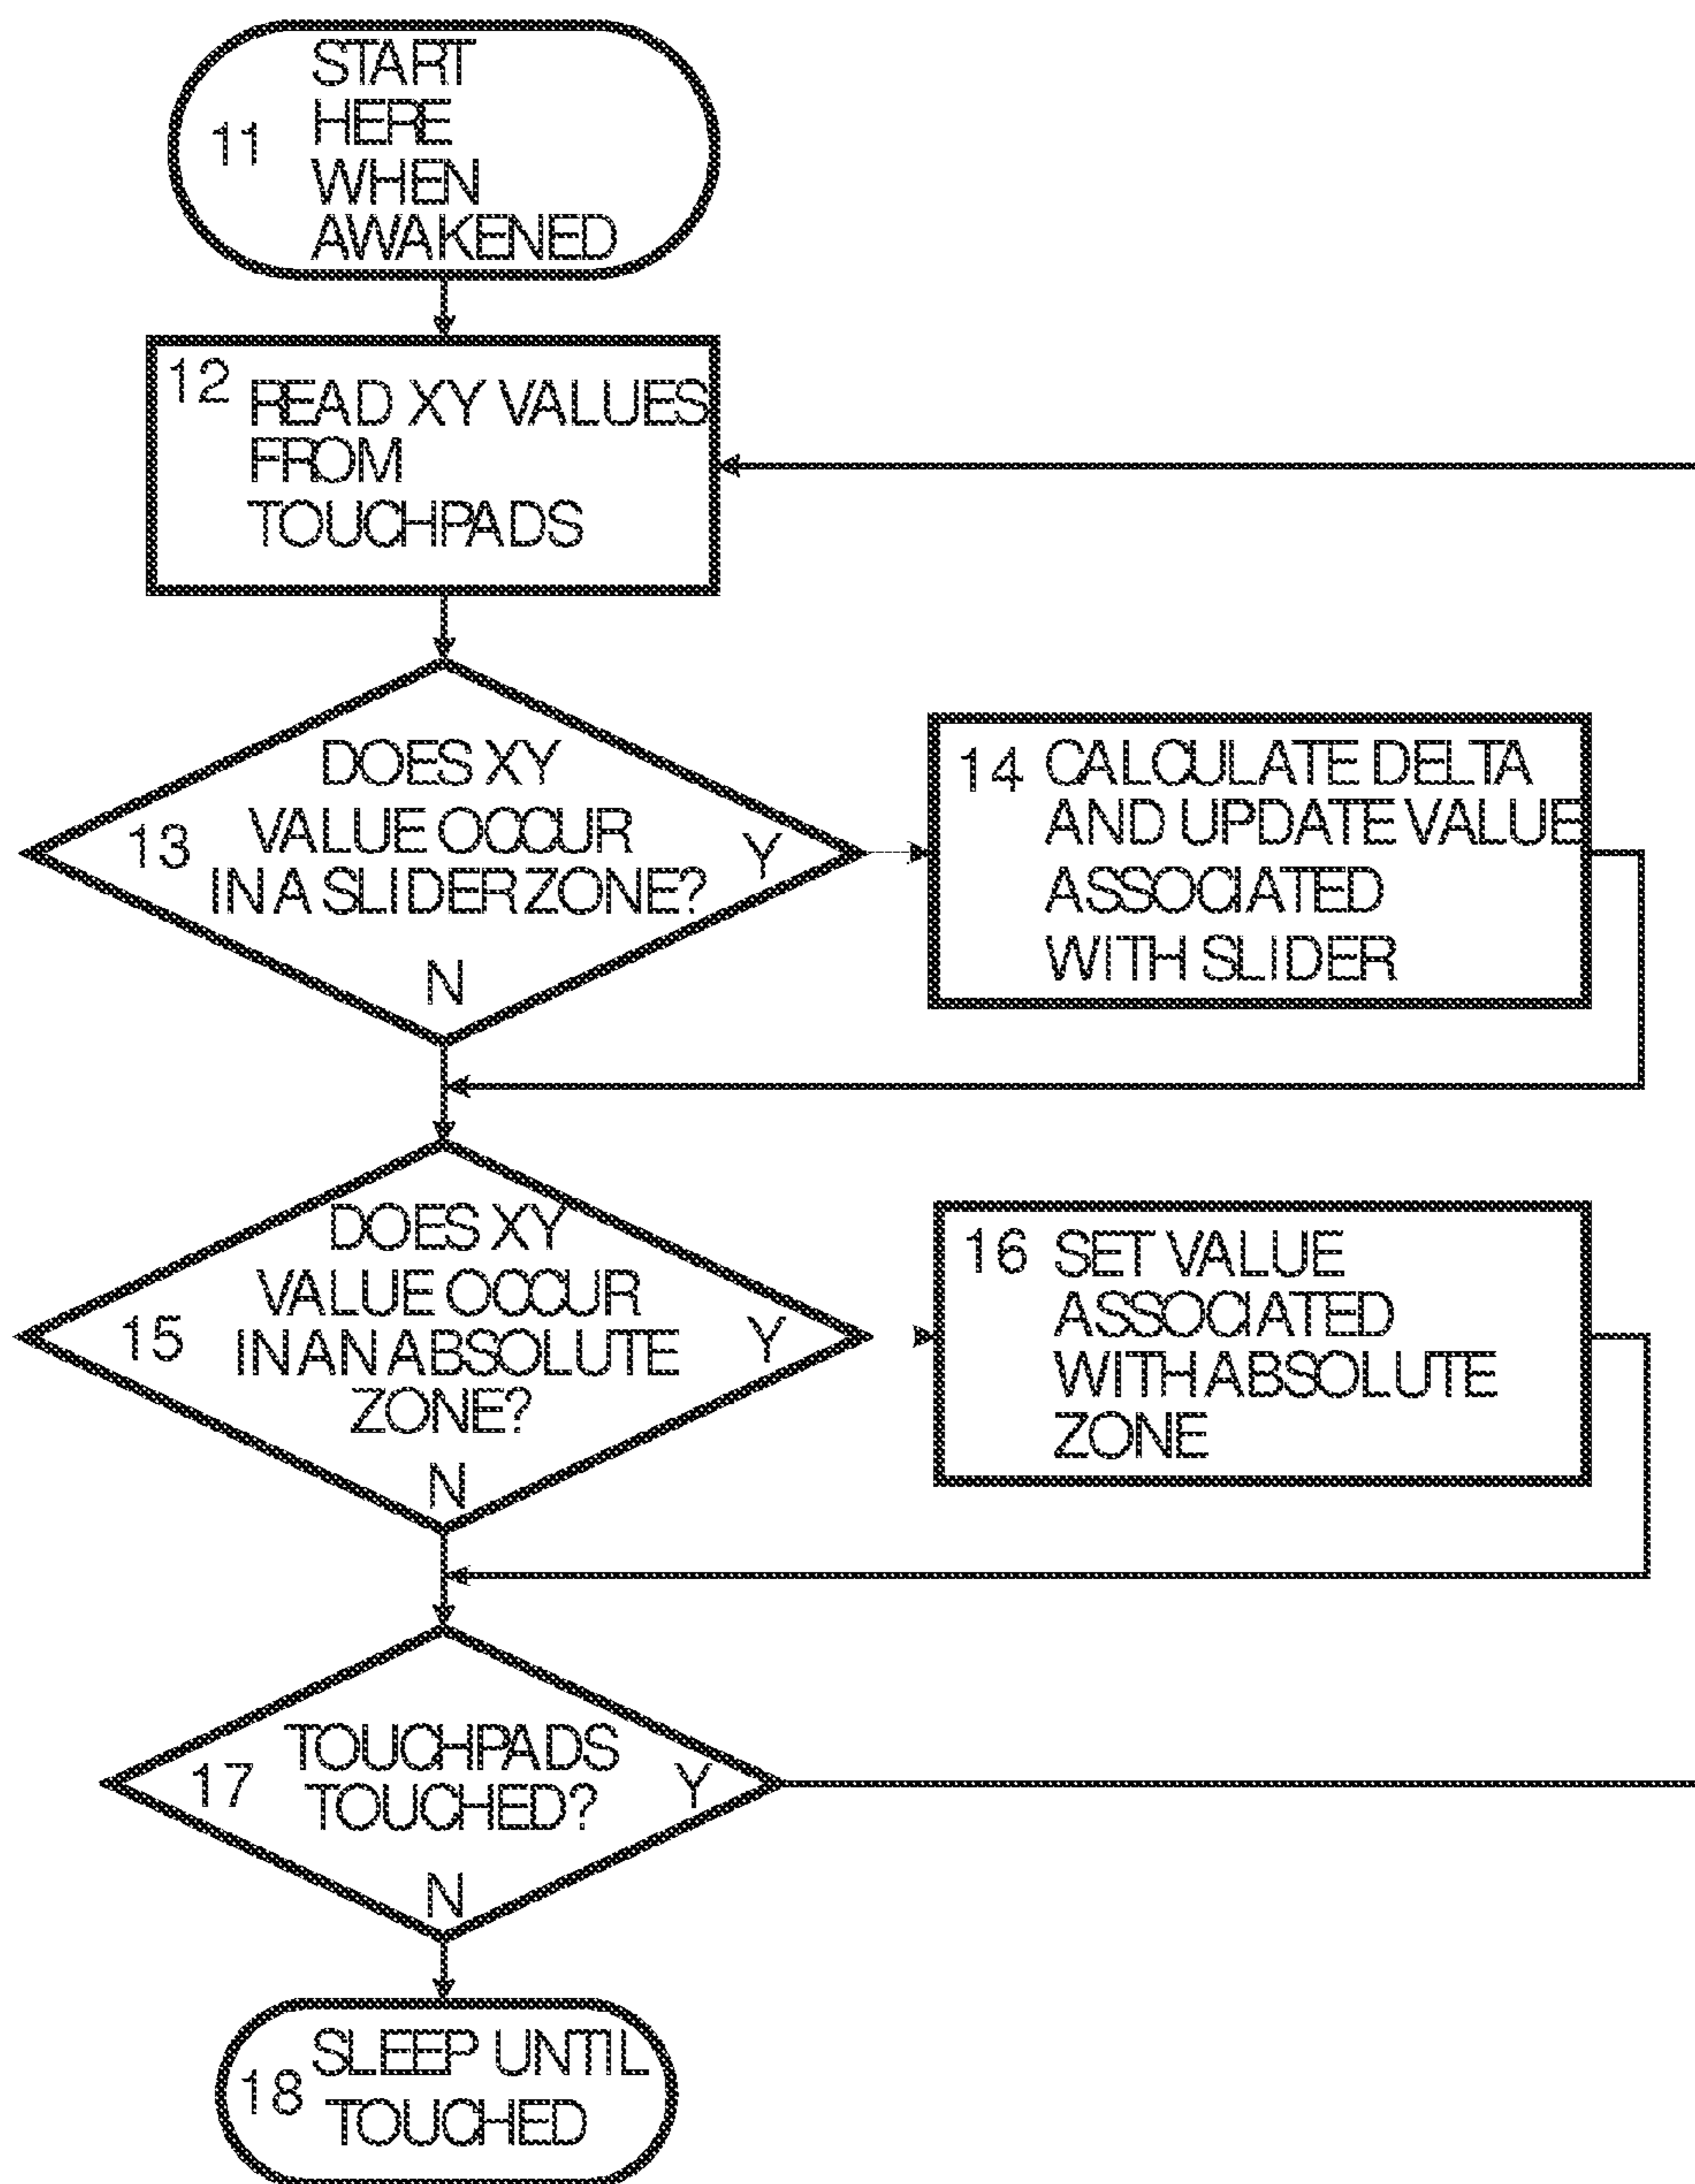 11
START
HERE
WHEN
AWAKENED
12
READ XY VALUES
FROM
TOUCHPADS
13
DOES XY
VALUE OCCUR
IN A SLIDER ZONE?
Y
N
14
CALCULATE DELTA
AND UPDATE VALUE
ASSOCIATED
WITH SLIDER
15
DOES XY
VALUE OCCUR
IN AN ABSOLUTE
ZONE?
Y
N
16
SET VALUE
ASSOCIATED
WITH ABSOLUTE
ZONE
17
TOUCHPADS
TOUCHED?
Y
N
18
SLEEP UNTIL
TOUCHED